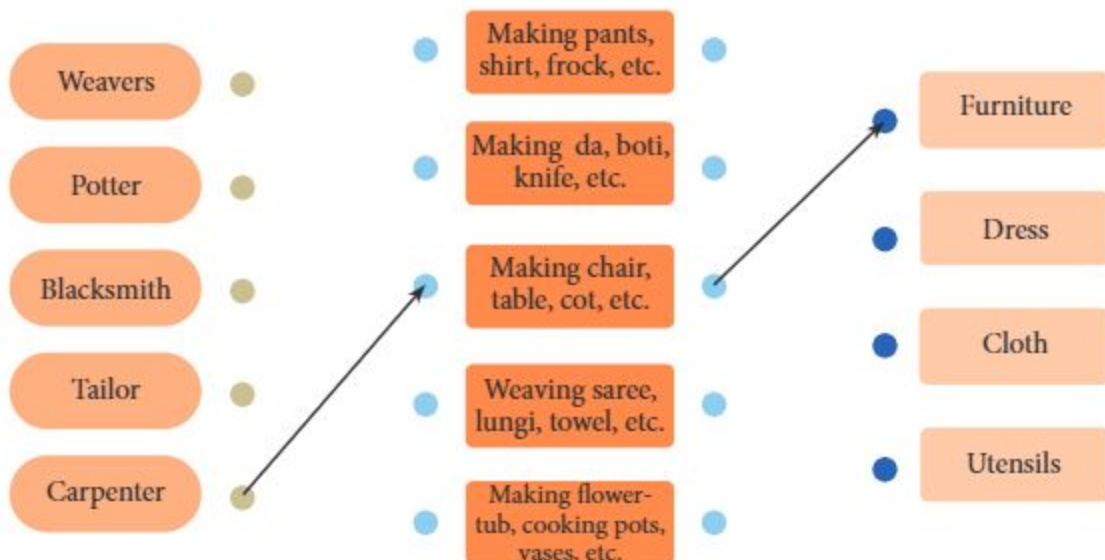 Weavers
Potter
Blacksmith
Tailor
Carpenter
Making pants,
shirt, frock, etc.
Making da, boti,
knife, etc.
Making chair,
table, cot, etc.
Weaving saree,
lungi, towel, etc.
Making flower-
tub, cooking pots,
vases, etc.
Furniture
Dress
Cloth
Utensils